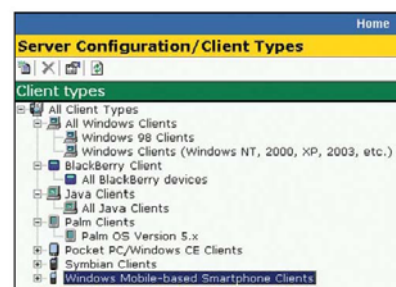 Home
Server Configuration/Client Types
Client types
All Client Types
All Windows Clients
Windows 98 Clients
Windows Clients (Windows NT, 2000, XP, 2003, etc.)
BlackBerry Client
All BlackBerry devices
Java Clients
All Java Clients
Palm Clients
Palm OS Version 5.x
Pocket PC/Windows CE Clients
Symbian Clients
Windows Mobile-based Smartphone Clients